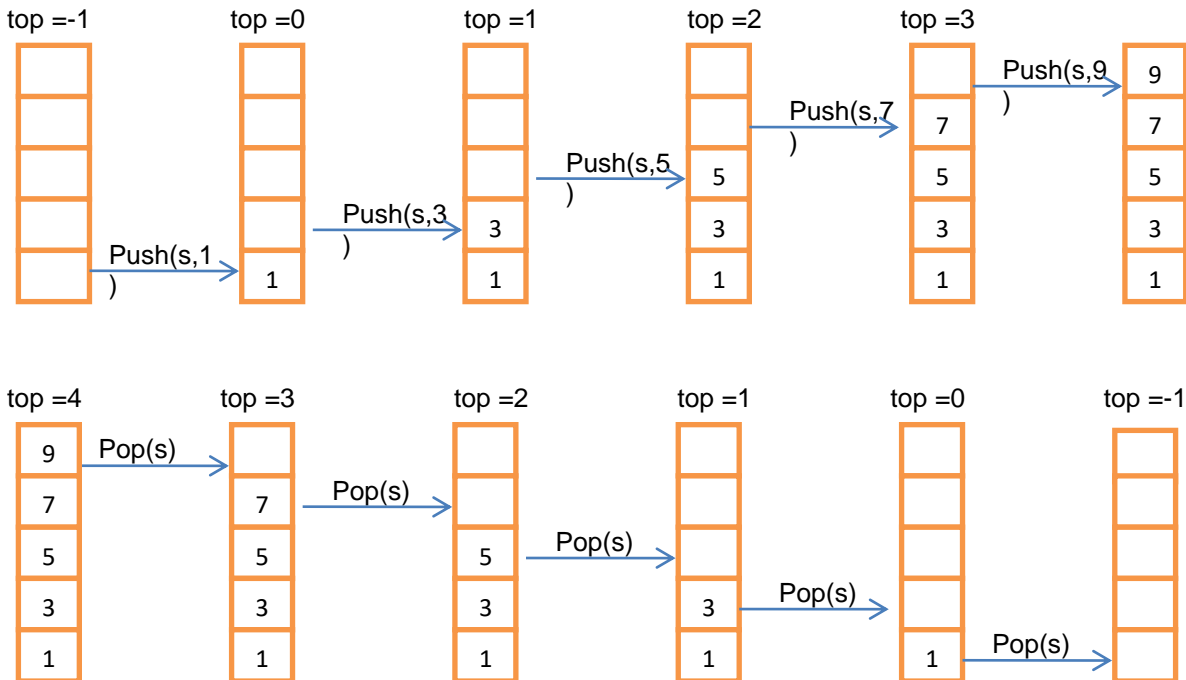 top =-1
top =0
top =1
top =2
top =3
Push(s,9
)
9
Push(s,7
)
7
7
Push(s,5
)
5
5
5
Push(s,3
)
3
3
3
3
Push(s,1
)
1
1
1
1
1
top =4
top =3
top =2
top =1
top =0
top =-1
9
Pop(s)
7
7
Pop(s)
5
5
5
Pop(s)
3
3
3
3
Pop(s)
1
1
1
1
1
Pop(s)